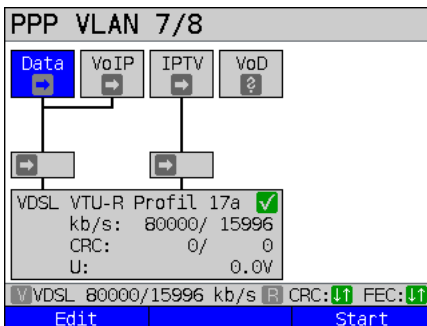 PPP VLAN 7/8
Data VoIP IPTV VoD
VDSL VTU-R Profil 17a
kb/s: 80000/ 15996
CRC: 0/ 0
U: 0.0V
V VDSL 80000/15996 kb/s R CRC: FEC:
Edit Start